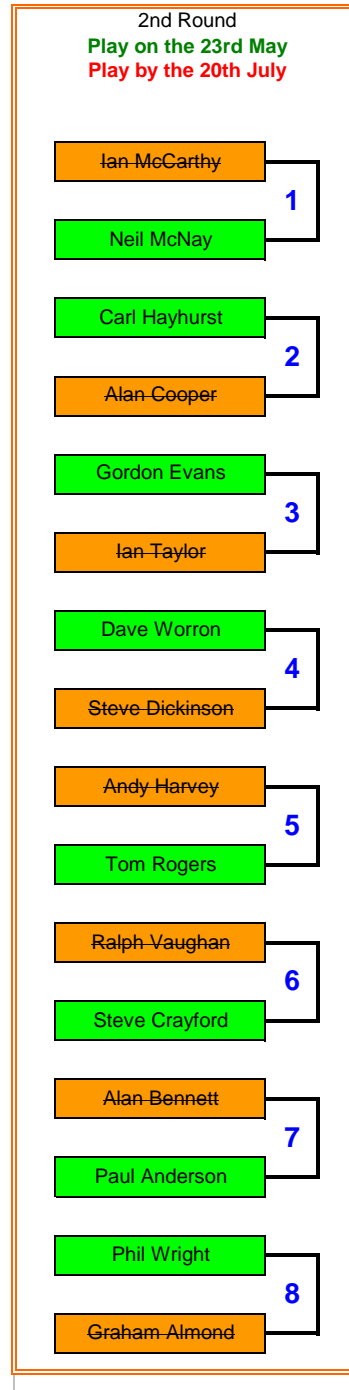 2nd Round
Play on the 23rd May
Play by the 20th July
Ian McCarthy
1
Neil McNay
Carl Hayhurst
2
Alan Cooper
Gordon Evans
3
Ian Taylor
Dave Worron
4
Steve Dickinson
Andy Harvey
5
Tom Rogers
Ralph Vaughan
6
Steve Crayford
Alan Bennett
7
Paul Anderson
Phil Wright
8
Graham Almond